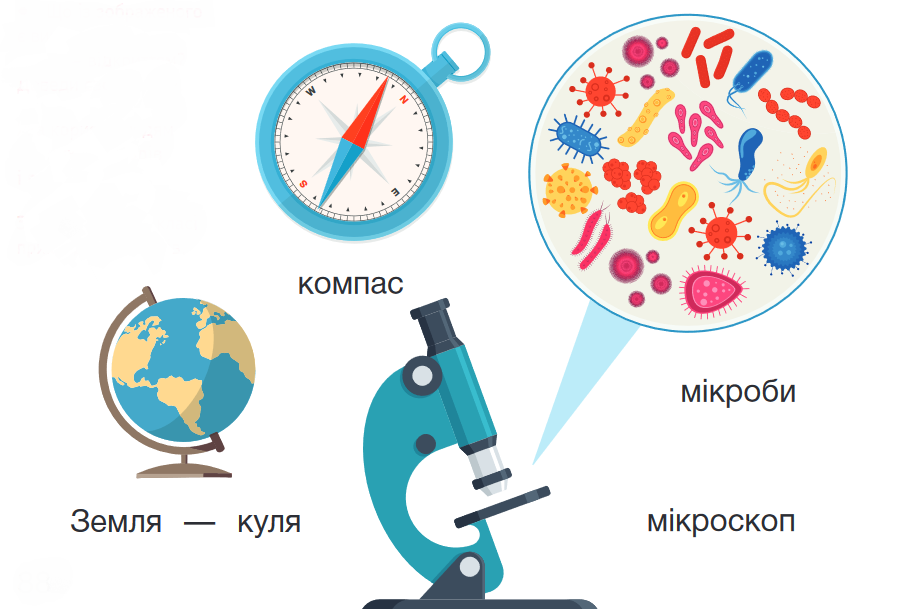 N
W
E
S
компас
мікроби
Земля — куля
мікроскоп